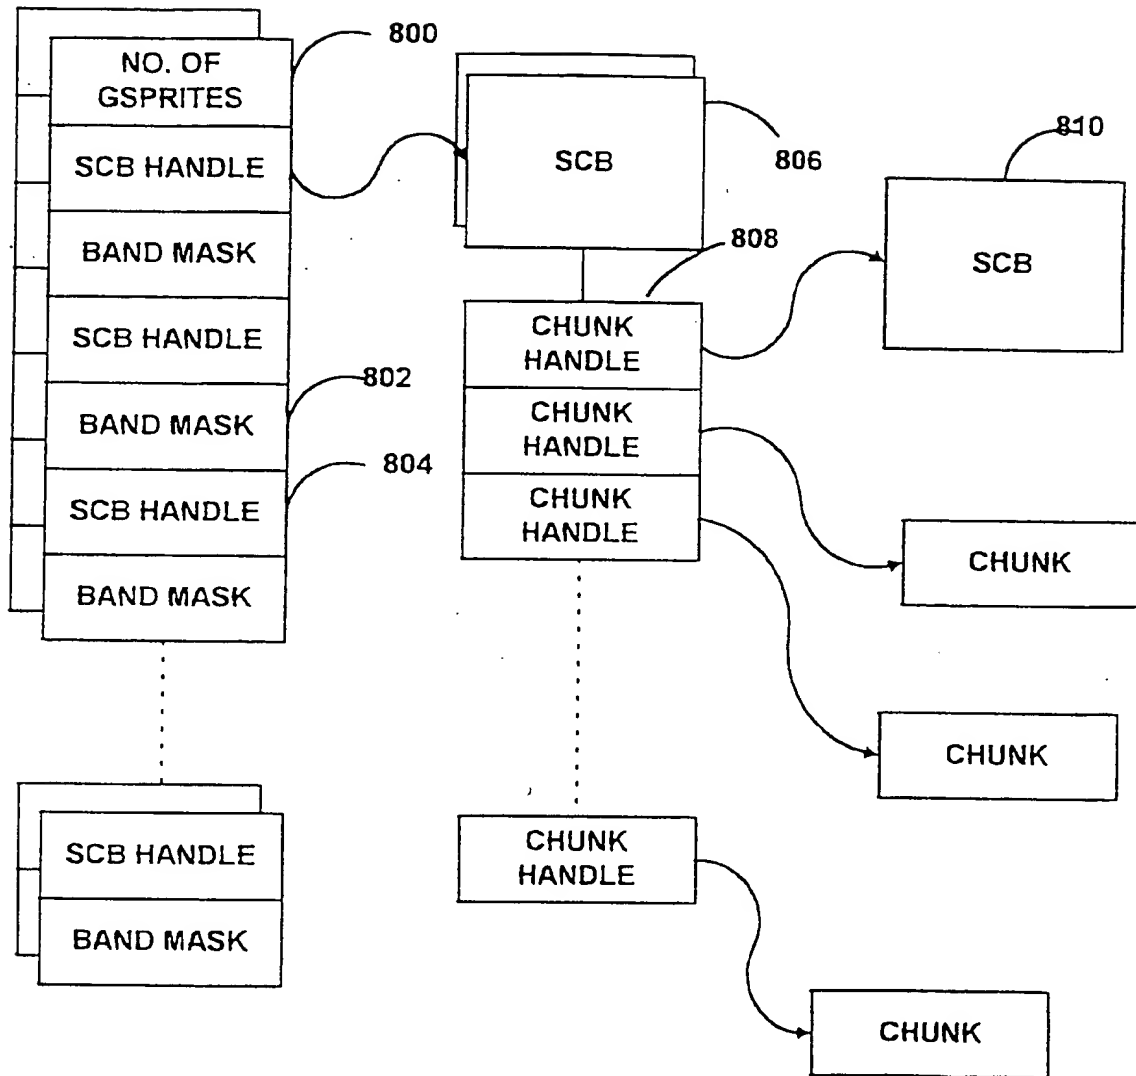 800
NO. OF
GSPRITES
SCB HANDLE
BAND MASK
SCB HANDLE
802
BAND MASK
804
SCB HANDLE
BAND MASK
SCB HANDLE
BAND MASK
SCB
806
808
CHUNK
HANDLE
CHUNK
HANDLE
CHUNK
HANDLE
CHUNK
HANDLE
810
SCB
CHUNK
CHUNK
CHUNK